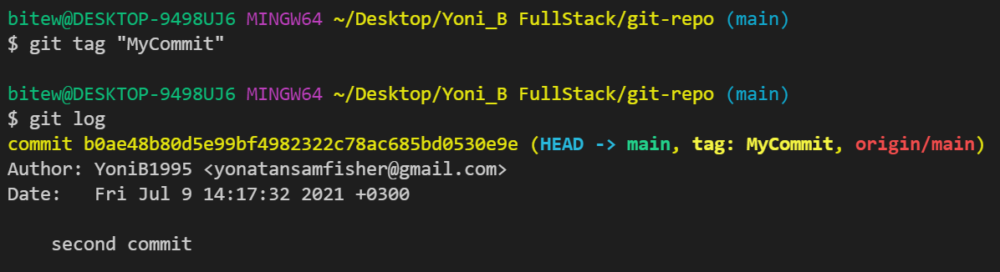 bitew@DESKTOP-9498UJ6 MINGW64 ~/Desktop/Yoni_B FullStack/git-repo (main)
$ git tag "MyCommit"
bitew@DESKTOP-9498UJ6 MINGW64 ~/Desktop/Yoni_B FullStack/git-repo (main)
$ git log
commit b0ae48b80d5e99bf4982322c78ac685bd0530e9e (HEAD -> main, tag: MyCommit, origin/main)
Author: YoniB1995 <yonatansamfisher@gmail.com>
Date:   Fri Jul 9 14:17:32 2021 +0300
    second commit